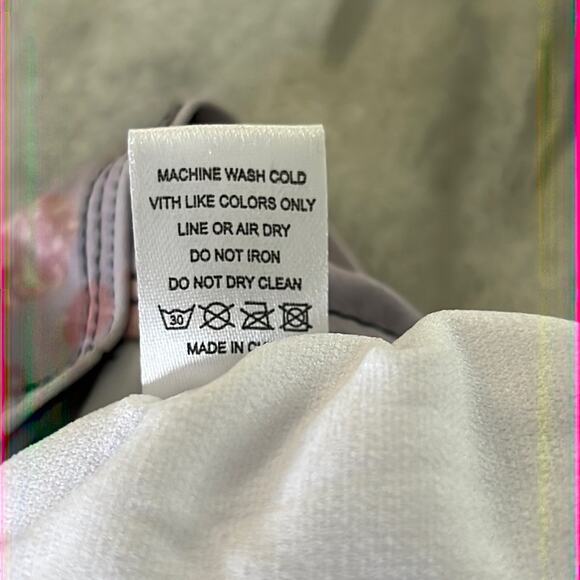 MACHINE WASH COLD
VITH LIKE COLORS ONLY
LINE OR AIR DRY
DO NOT IRON
DO NOT DRY CLEAN
30
MADE IN